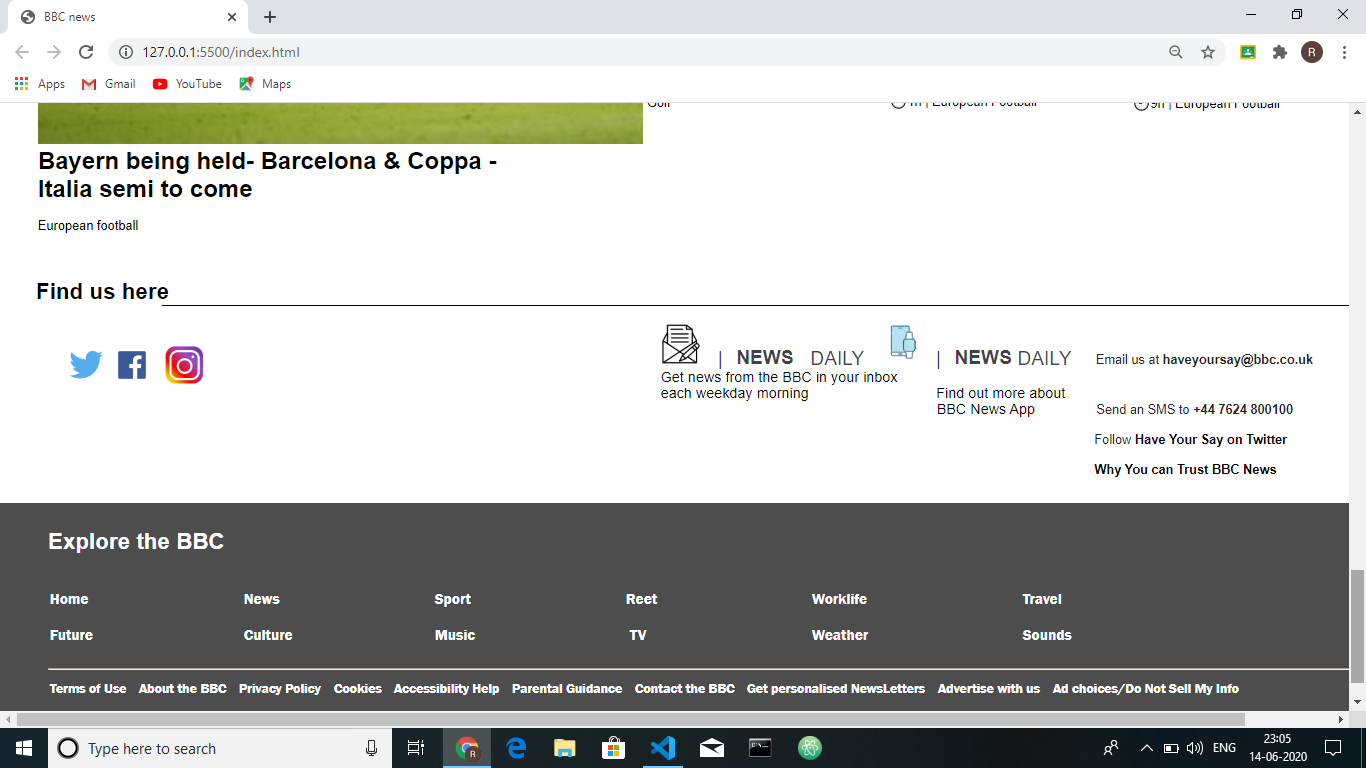 BBC news
127.0.0.1:5500/index.html
R
Apps Gmail YouTube Maps
Golf
| European Football
9h | European Football
Bayern being held- Barcelona & Coppa -
Italia semi to come
European football
Find us here
| NEWS DAILY
Get news from the BBC in your inbox
each weekday morning
| NEWS DAILY
Find out more about
BBC News App
Email us at haveyoursay@bbc.co.uk
Send an SMS to +44 7624 800100
Follow Have Your Say on Twitter
Why You can Trust BBC News
Explore the BBC
Home News Sport Reet Worklife Travel
Future Culture Music TV Weather Sounds
Terms of Use About the BBC Privacy Policy Cookies Accessibility Help Parental Guidance Contact the BBC Get personalised NewsLetters Advertise with us Ad choices/Do Not Sell My Info
Type here to search
R
ENG
23:05
14-06-2020